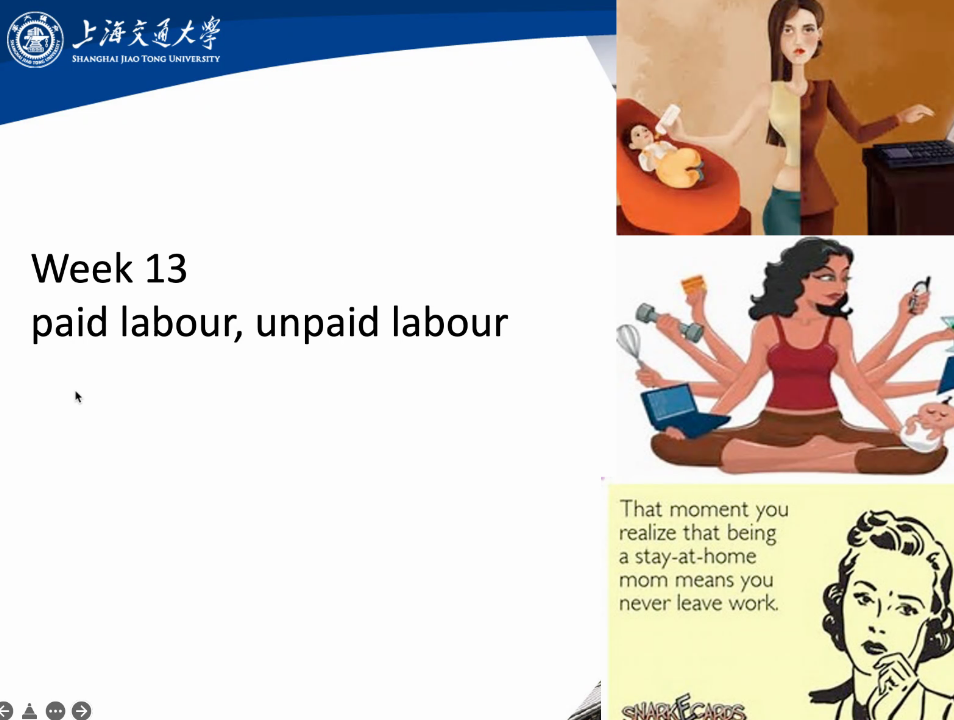 上海交通大學
SHANGHAI JIAO TONG UNIVERSITY
Week 13
paid labour, unpaid labour
That moment you
realize that being
a stay-at-home
mom means you
never leave work.
SNARKECARDS